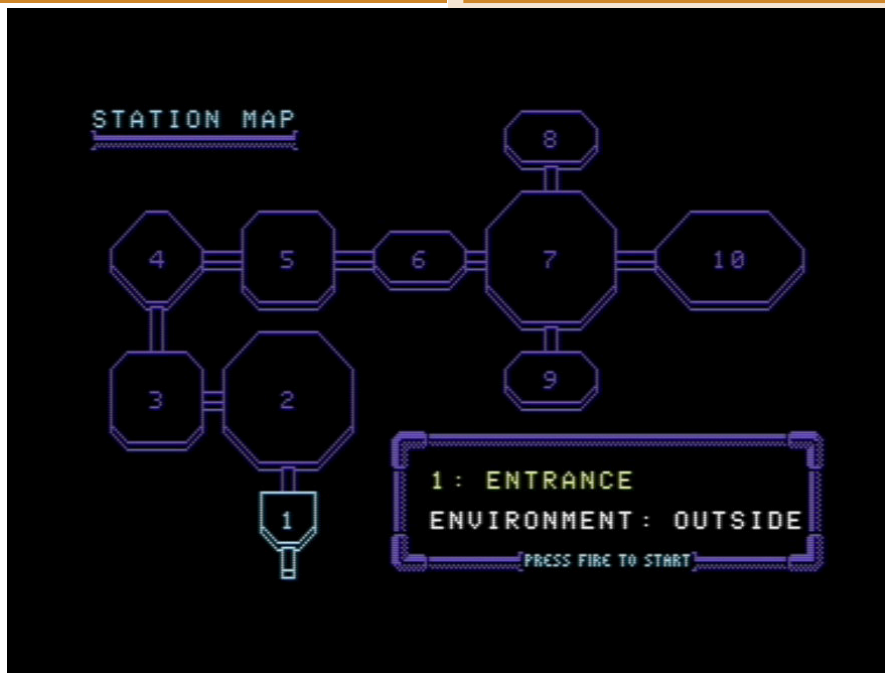 STATION MAP
8
4
5
6
7
10
3
2
9
1
1: ENTRANCE
ENVIRONMENT: OUTSIDE
PRESS FIRE TO START